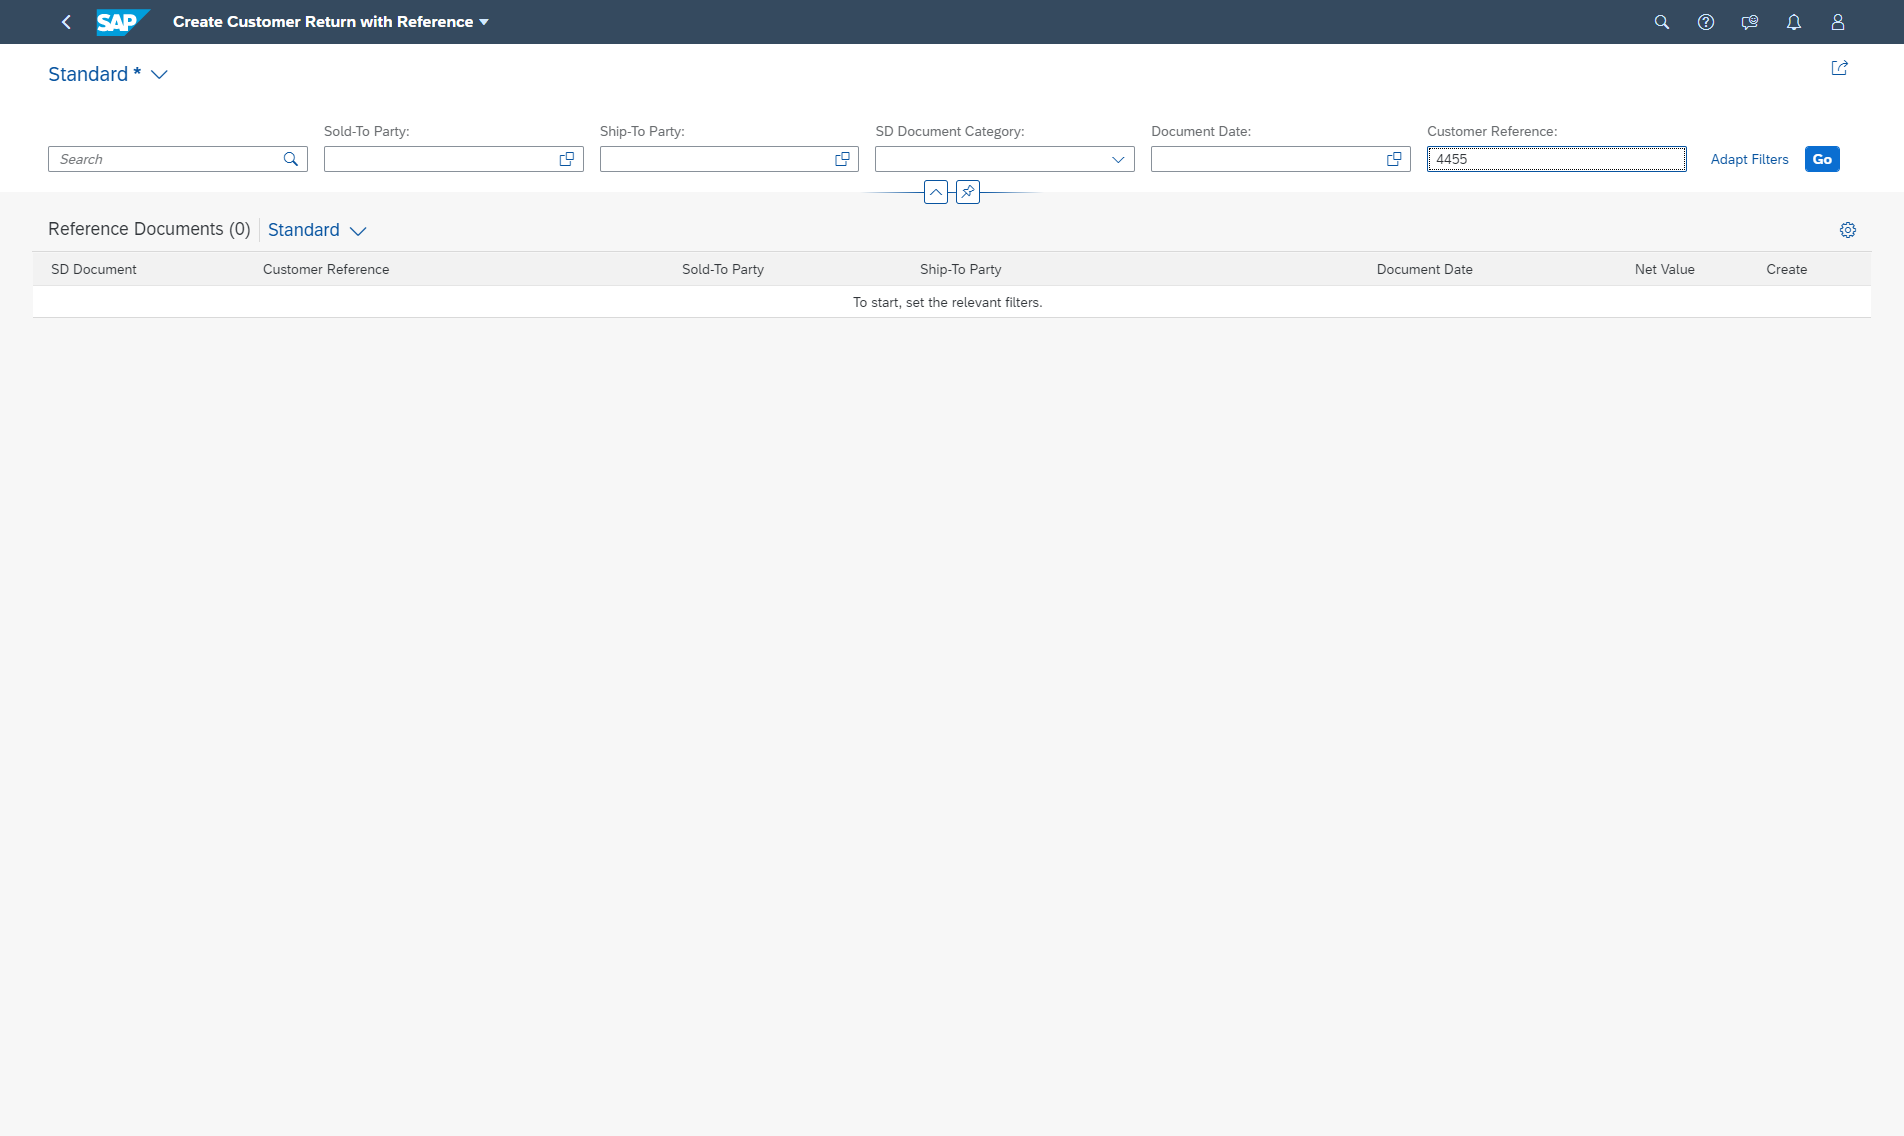 SAP Create Customer Return with Reference
Standard *
Sold-To Party: Ship-To Party: SD Document Category: Document Date: Customer Reference:
Search 4455 Adapt Filters Go
Reference Documents (0) Standard
SD Document Customer Reference Sold-To Party Ship-To Party Document Date Net Value Create
To start, set the relevant filters.